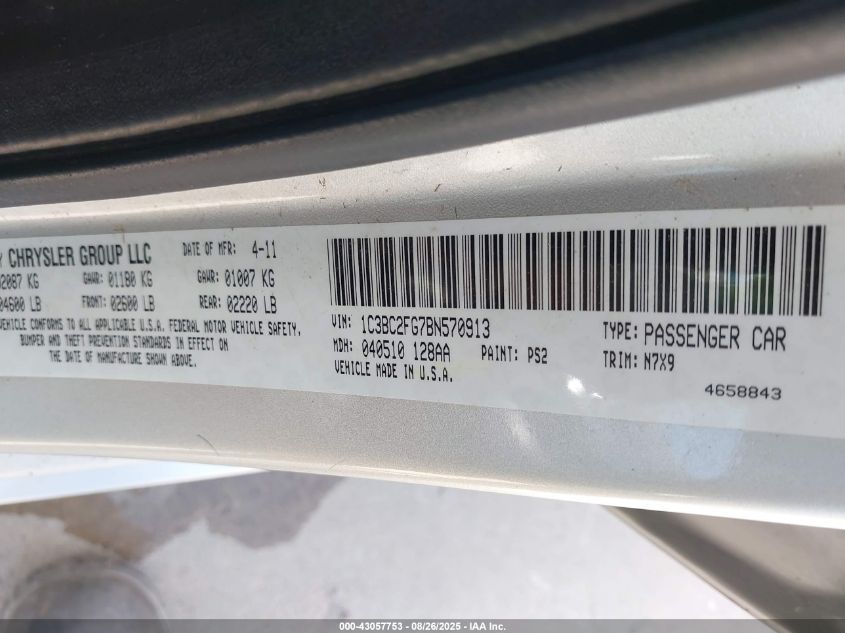 CHRYSLER GROUP LLC DATE OF MFR: 4-11
2087 KG GAWR: 01180 KG GAWR: 01007 KG
04600 LB FRONT: 02600 LB REAR: 02220 LB
VEHICLE CONFORMS TO ALL APPLICABLE U.S.A. FEDERAL MOTOR VEHICLE SAFETY,
BUMPER AND THEFT PREVENTION STANDARDS IN EFFECT ON
THE DATE OF MANUFACTURE SHOWN ABOVE.
VIN: 1C3BC2FG7BN570913 TYPE: PASSENGER CAR
MDH: 040510 128AA PAINT: PS2 TRIM: N7X9
VEHICLE MADE IN U.S.A.
4658843
000-43057753 - 08/26/2025 - IAA Inc.